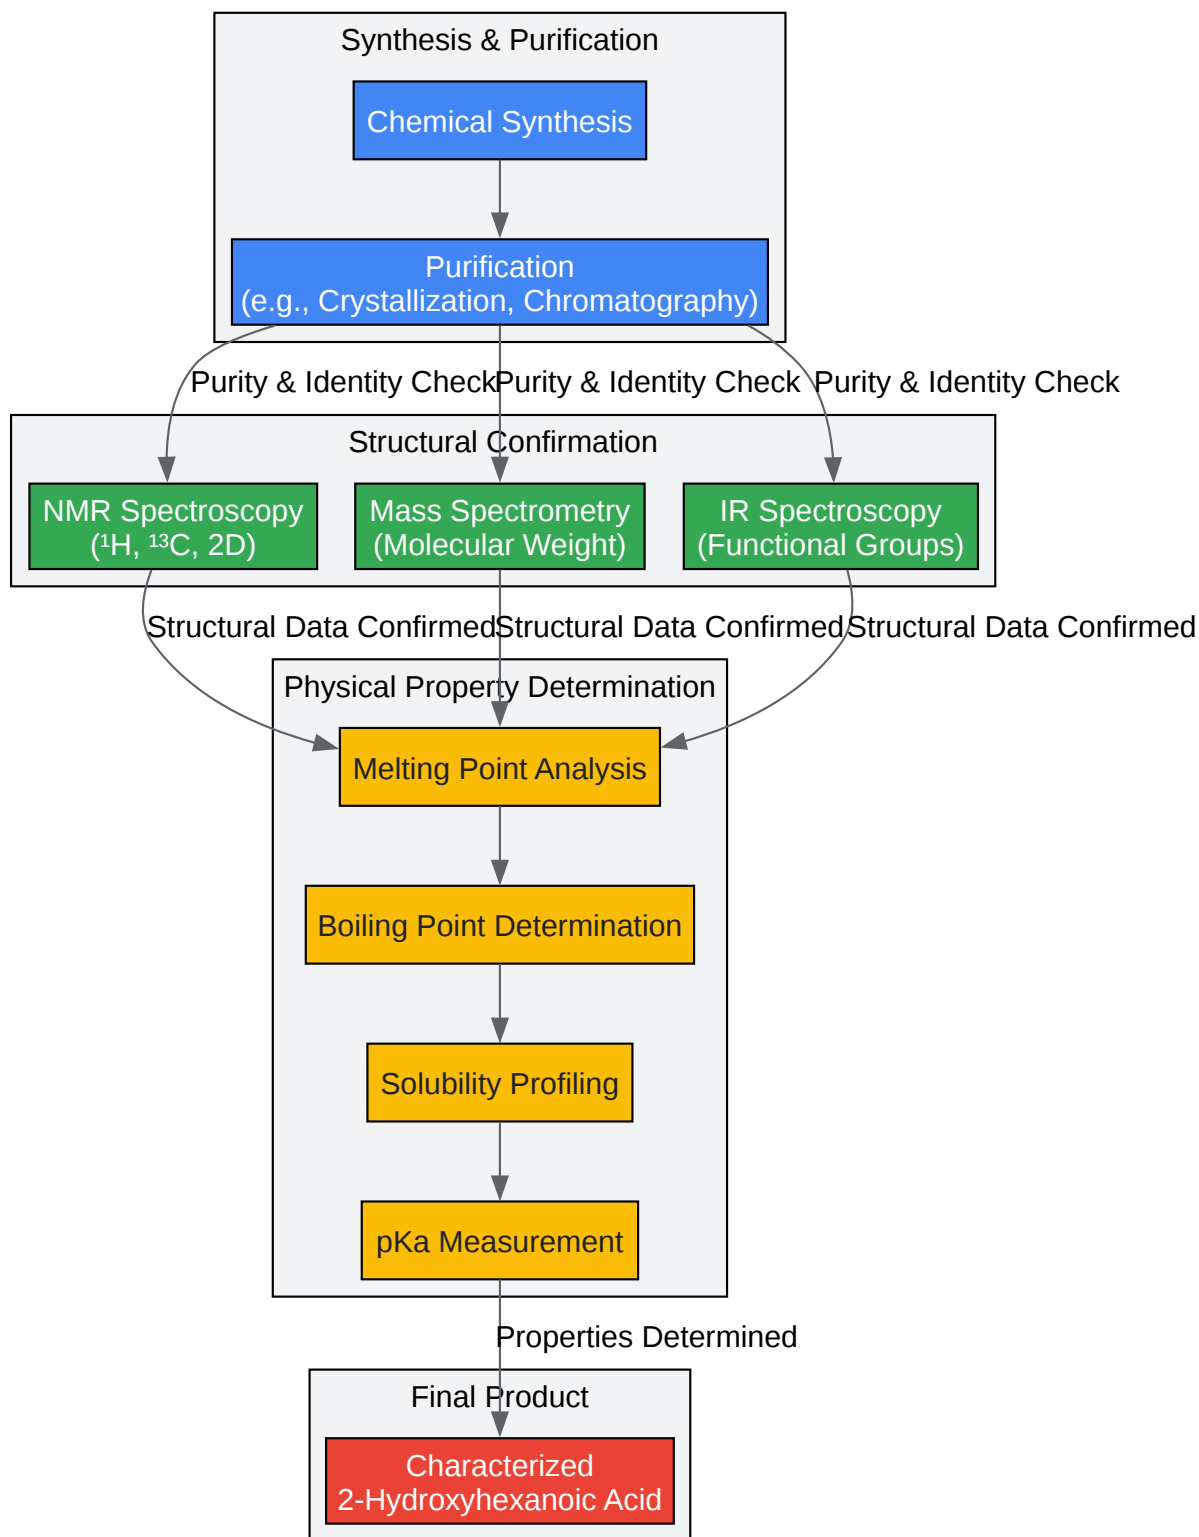 Synthesis & Purification
Chemical Synthesis
Purification
(e.g., Crystallization, Chromatography)
Purity & Identity Check
Purity & Identity Check
Purity & Identity Check
Structural Confirmation
NMR Spectroscopy
(¹H, ¹³C, 2D)
Mass Spectrometry
(Molecular Weight)
IR Spectroscopy
(Functional Groups)
Structural Data Confirmed
Structural Data Confirmed
Structural Data Confirmed
Physical Property Determination
Melting Point Analysis
Boiling Point Determination
Solubility Profiling
pKa Measurement
Properties Determined
Final Product
Characterized
2-Hydroxyhexanoic Acid